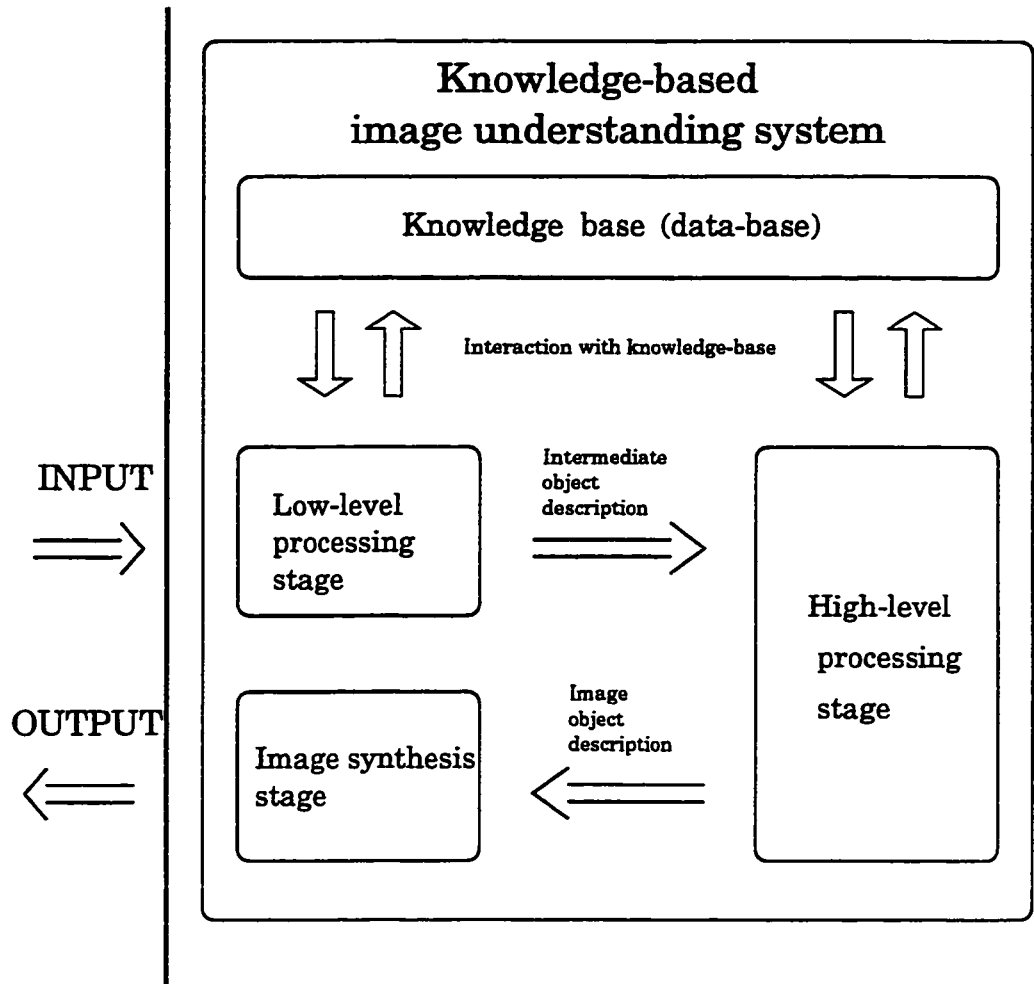 Knowledge-based
image understanding system
Knowledge base (data-base)
Interaction with knowledge-base
INPUT
Low-level
processing
stage
Intermediate
object
description
High-level
processing
stage
OUTPUT
Image synthesis
stage
Image
object
description